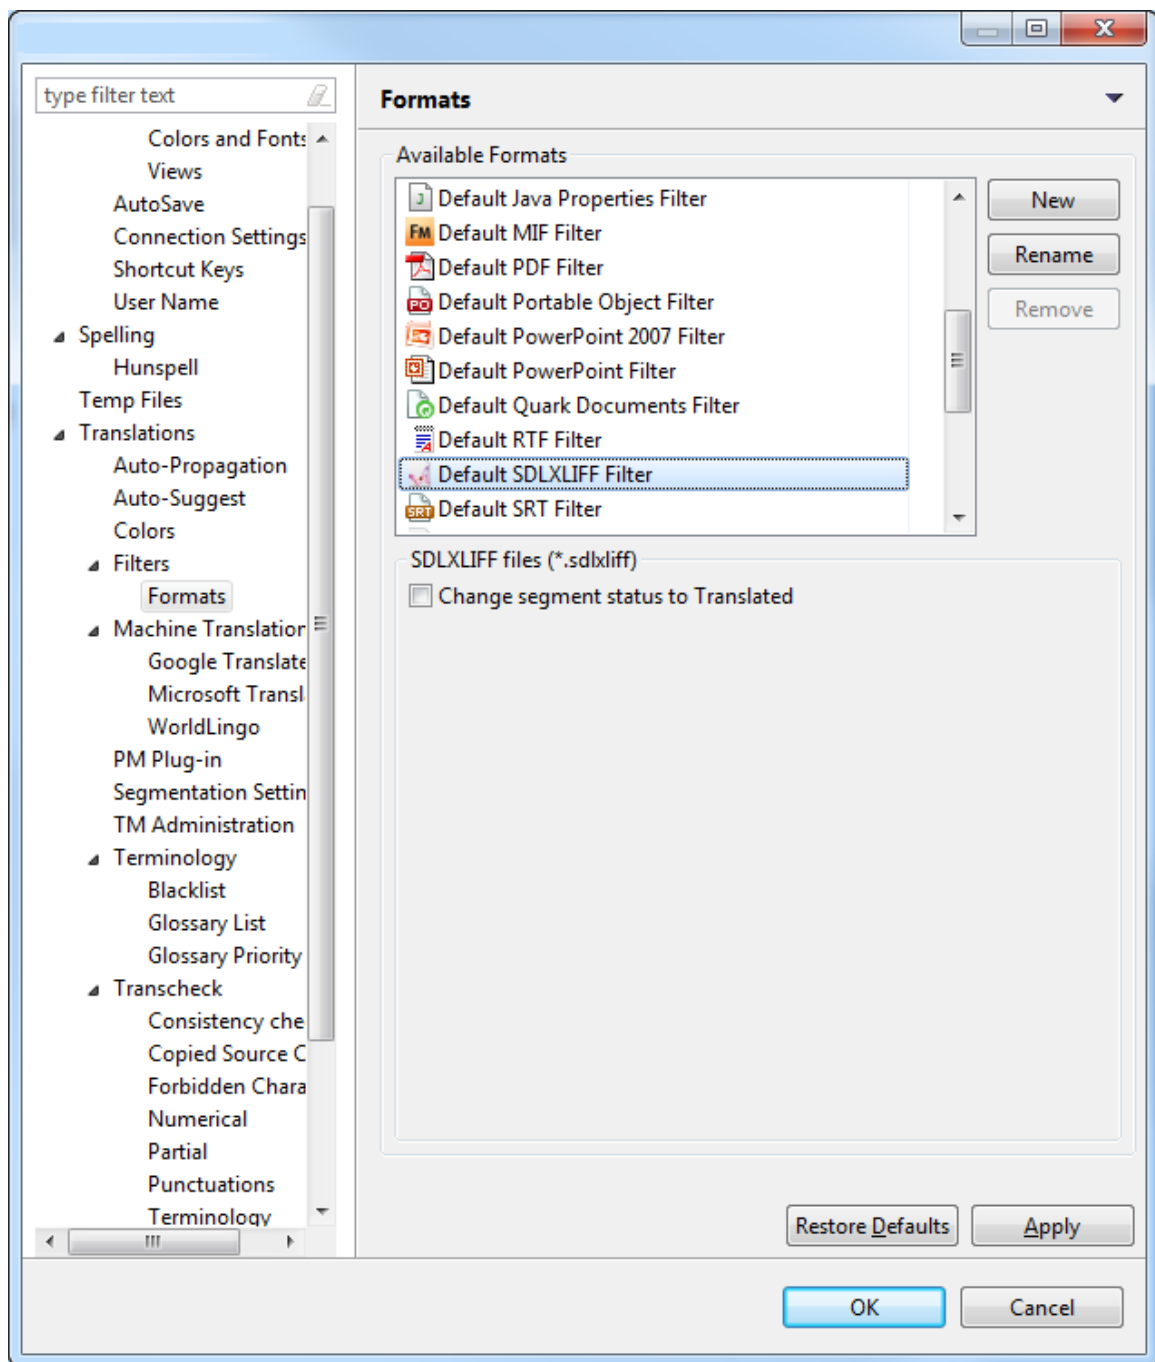 type filter text
Colors and Fonts
Views
AutoSave
Connection Settings
Shortcut Keys
User Name
Spelling
Hunspell
Temp Files
Translations
Auto-Propagation
Auto-Suggest
Colors
Filters
Formats
Machine Translation
Google Translate
Microsoft Transl
WorldLingo
PM Plug-in
Segmentation Settin
TM Administration
Terminology
Blacklist
Glossary List
Glossary Priority
Transcheck
Consistency che
Copied Source C
Forbidden Chara
Numerical
Partial
Punctuations
Terminology
Formats
Available Formats
Default Java Properties Filter
FM Default MIF Filter
Default PDF Filter
PO Default Portable Object Filter
Default PowerPoint 2007 Filter
Default PowerPoint Filter
Default Quark Documents Filter
Default RTF Filter
Default SDLXLIFF Filter
SRT Default SRT Filter
New
Rename
Remove
SDLXLIFF files (*.sdlxliff)
Change segment status to Translated
Restore Defaults
Apply
OK
Cancel